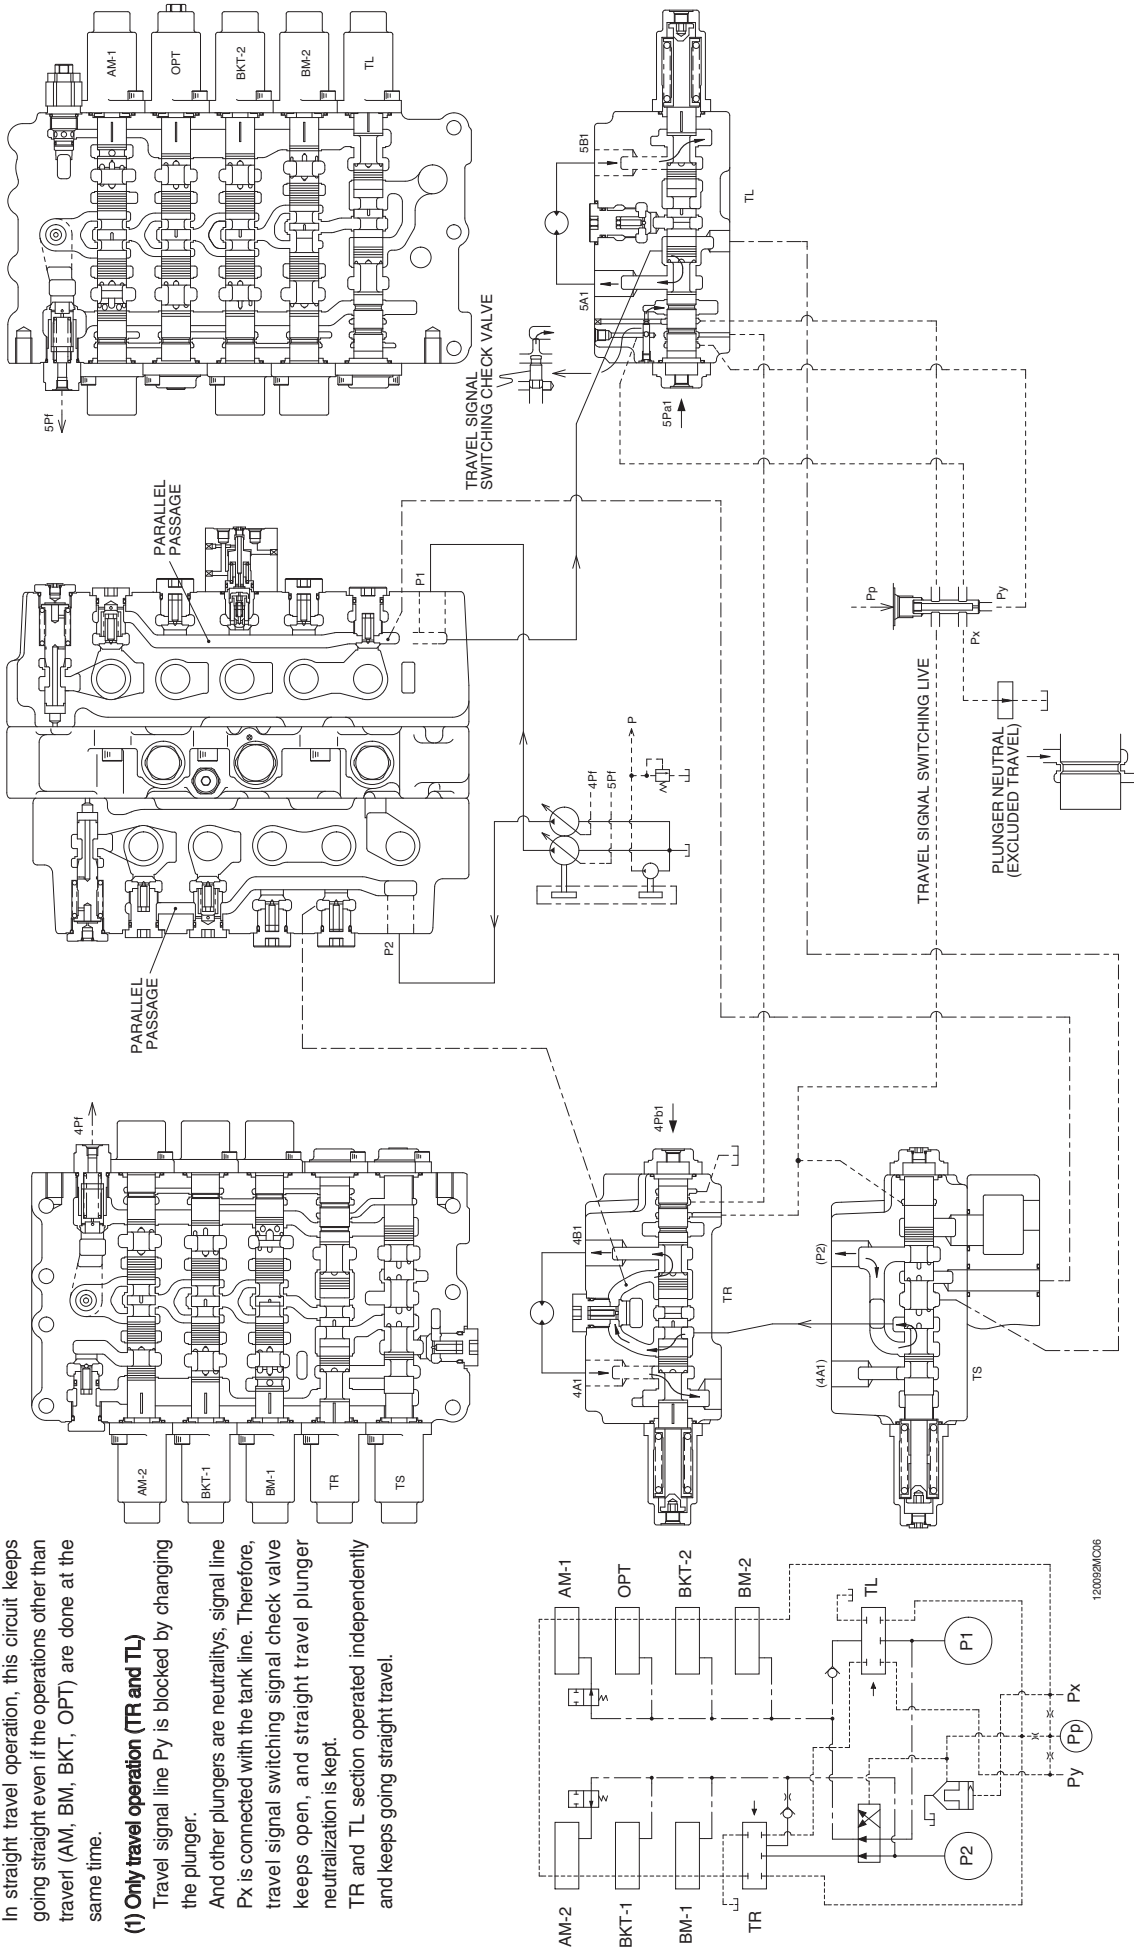 In straight travel operation, this circuit keeps
going straight even if the operations other than
traverl (AM, BM, BKT, OPT) are done at the
same time.
(1) Only travel operation (TR and TL)
Travel signal line Py is blocked by changing
the plunger.
And other plungers are neutralitys, signal line
Px is connected with the tank line. Therefore,
travel signal switching signal check valve
keeps open, and straight travel plunger
neutralization is kept.
TR and TL section operated independently
and keeps going straight travel.
4Pf
AM-2
BKT-1
BM-1
TR
TS
PARALLEL
PASSAGE
PARALLEL
PASSAGE
P2
P1
5Pf
AM-1
OPT
BKT-2
BM-2
TL
TRAVEL SIGNAL
SWITCHING CHECK VALVE
4Pf
5Pf
P
4A1
4B1
4Pb1
TR
(4A1)
(P2)
TS
5A1
5B1
5Pa1
TL
TRAVEL SIGNAL SWITCHING LIVE
Pp
Px
Py
PLUNGER NEUTRAL
(EXCLUDED TRAVEL)
AM-2
BKT-1
BM-1
TR
AM-1
OPT
BKT-2
BM-2
TL
P2
P1
Py
Pp
Px
120092MC06